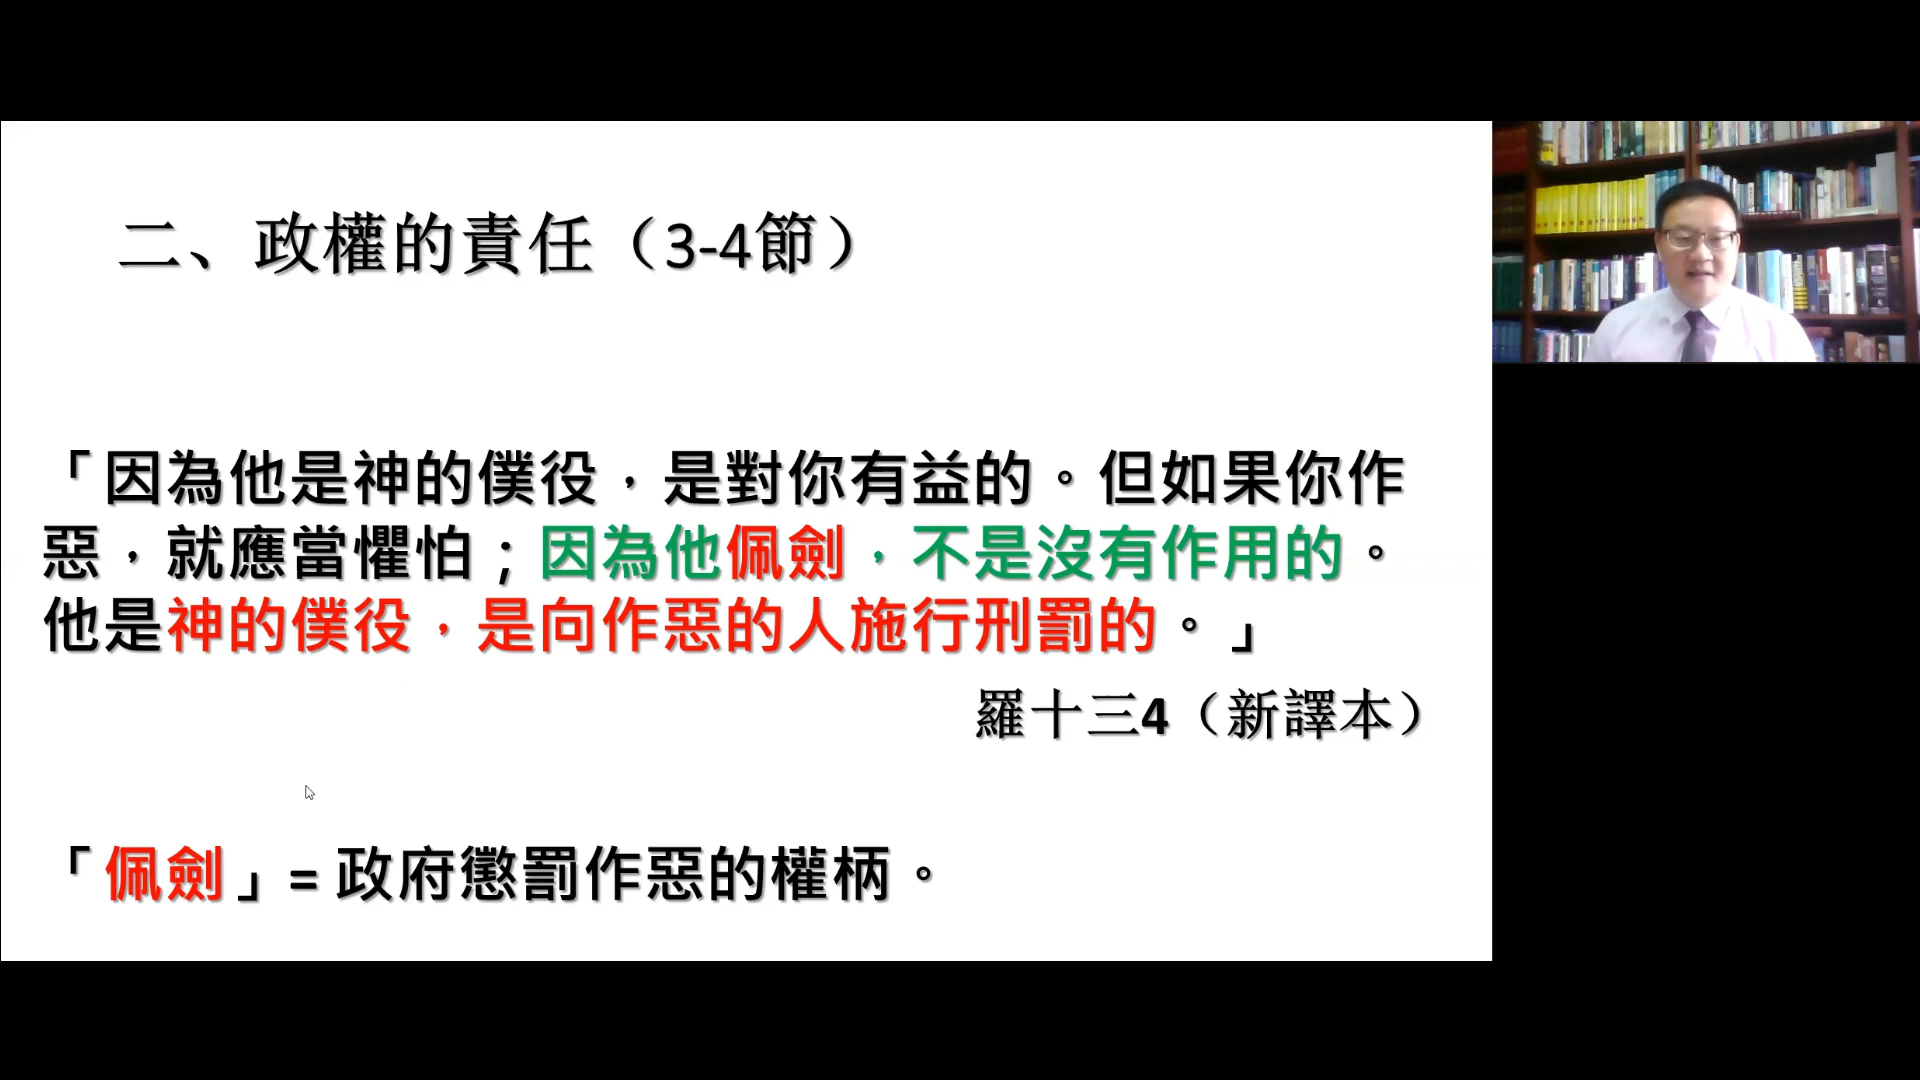 二、政權的責任（3-4節）
「因為他是神的僕役，是對你有益的。但如果你作
惡，就應當懼怕；因為他佩劍，不是沒有作用的。
他是神的僕役，是向作惡的人施行刑罰的。」
羅十三4（新譯本）
「佩劍」= 政府懲罰作惡的權柄。